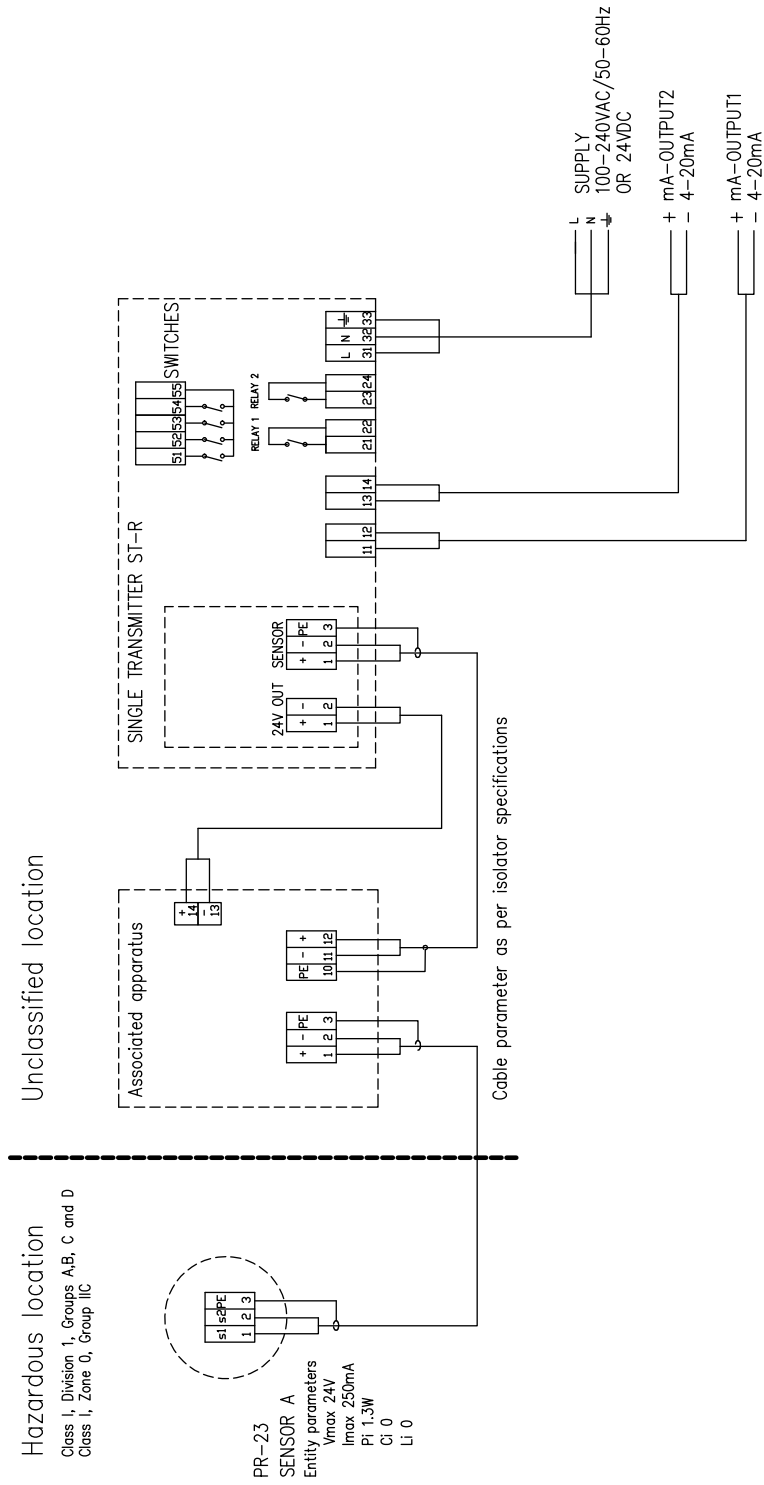 Hazardous location
Class I, Division 1, Groups A,B, C and D
Class I, Zone 0, Group IIC
s1 s2 PE
1 2 3
PR-23
SENSOR A
Entity parameters
Vmax 24V
Imax 250mA
Pi 1.3W
Ci 0
Li 0
Unclassified location
Associated apparatus
+ -
14 13
+ - PE
1 2 3
PE - +
10 11 12
Cable parameter as per isolator specifications
SINGLE TRANSMITTER ST-R
24V OUT
+ -
1 2
SENSOR
+ - PE
1 2 3
SWITCHES
51 52 53 54 55
RELAY 1 RELAY 2
L N
11 12
13 14
21 22
23 24
31 32 33
L
N
SUPPLY
100-240VAC/50-60Hz
OR 24VDC
+ mA-OUTPUT2
- 4-20mA
+ mA-OUTPUT1
- 4-20mA